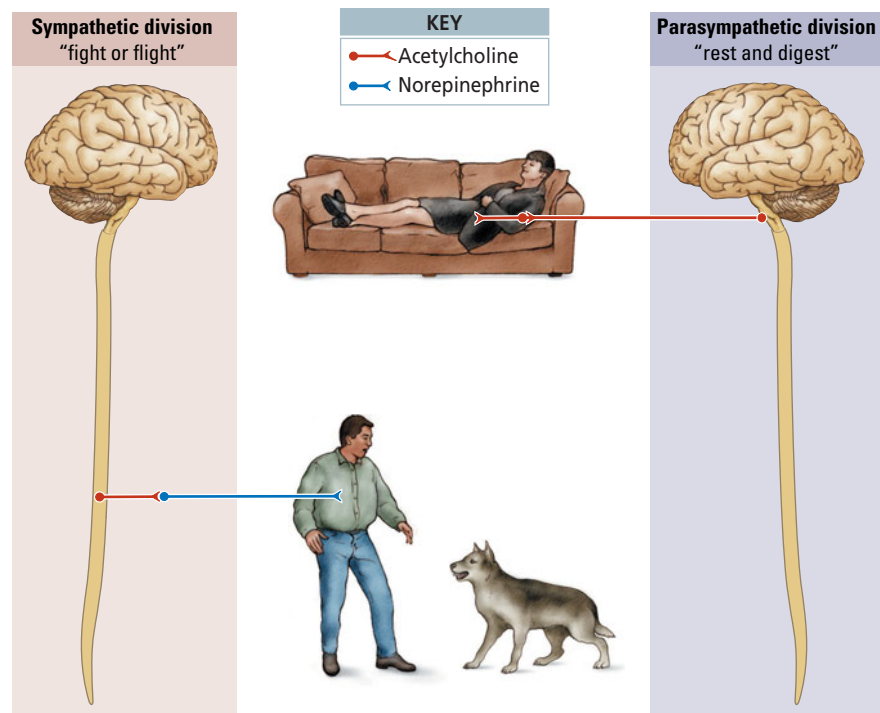 Sympathetic division
“fight or flight”
KEY
Acetylcholine
Norepinephrine
Parasympathetic division
“rest and digest”